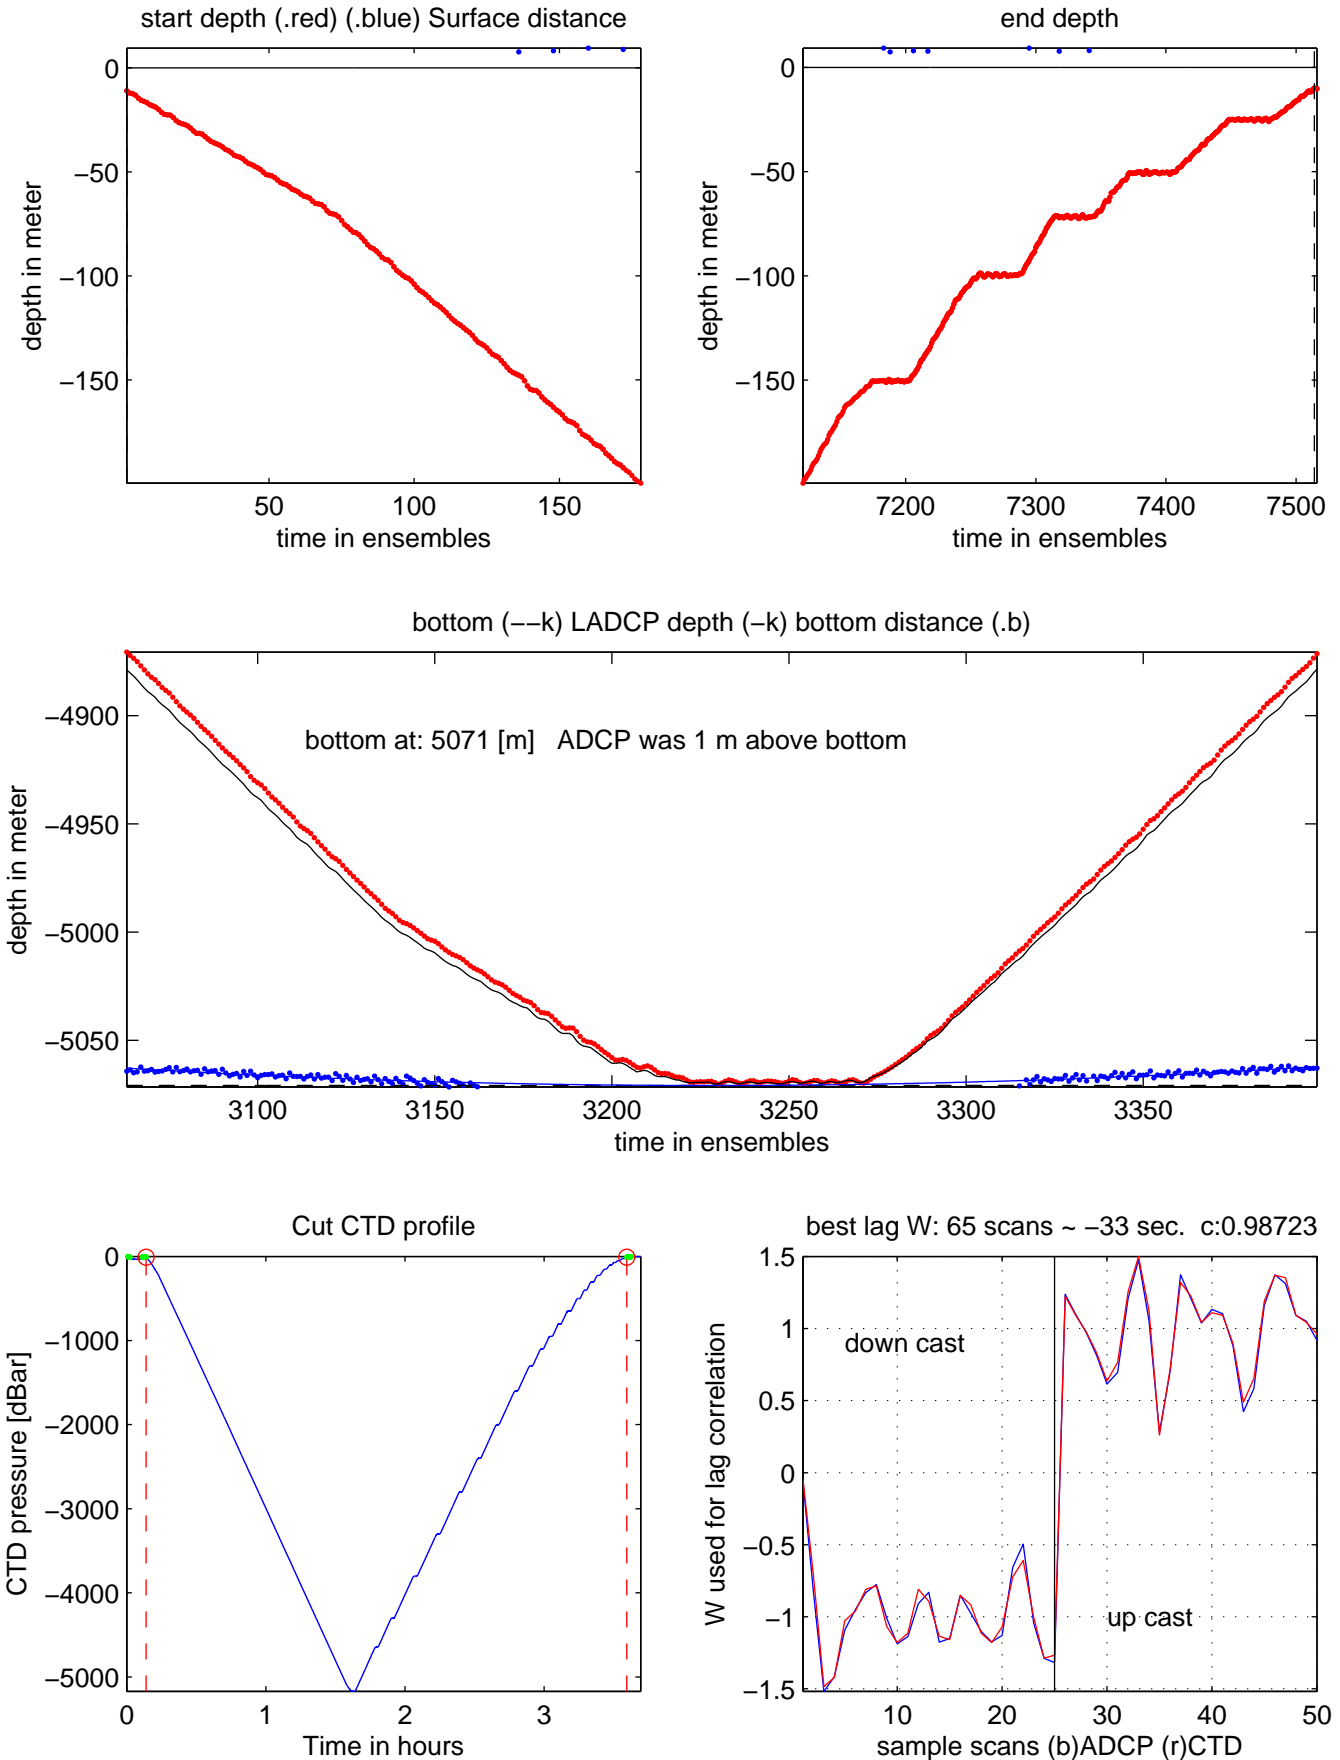 start depth (.red) (.blue) Surface distance
end depth
0
−50
−100
−150
depth in meter
50
100
150
time in ensembles
0
−50
−100
−150
depth in meter
7200
7300
7400
7500
time in ensembles
bottom (−−k) LADCP depth (−k) bottom distance (.b)
bottom at: 5071 [m] ADCP was 1 m above bottom
−4900
−4950
−5000
−5050
depth in meter
3100
3150
3200
3250
3300
3350
time in ensembles
Cut CTD profile
0
−1000
−2000
−3000
−4000
−5000
CTD pressure [dBar]
0
1
2
3
Time in hours
best lag W: 65 scans ~ −33 sec. c:0.98723
1.5
1
0.5
0
−0.5
−1
−1.5
W used for lag correlation
down cast
up cast
10
20
30
40
50
sample scans (b)ADCP (r)CTD